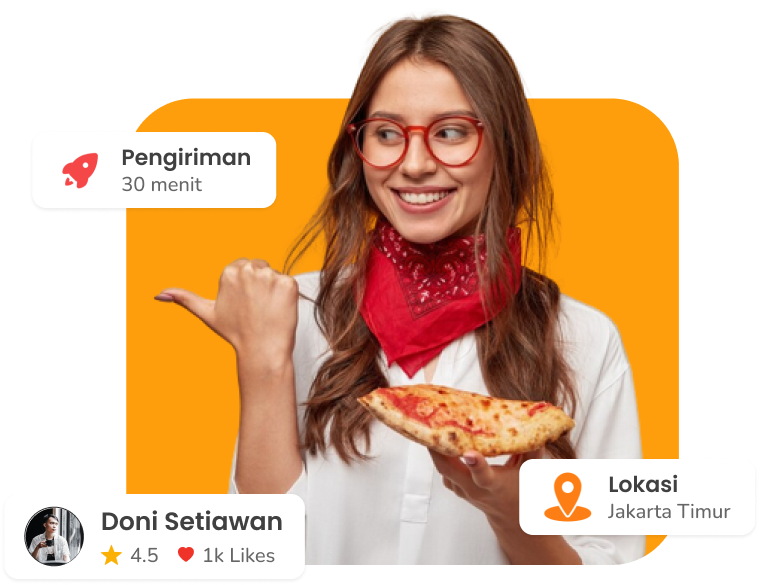 Pengiriman
30 menit
Lokasi
Jakarta Timur
Doni Setiawan
4.5 1k Likes